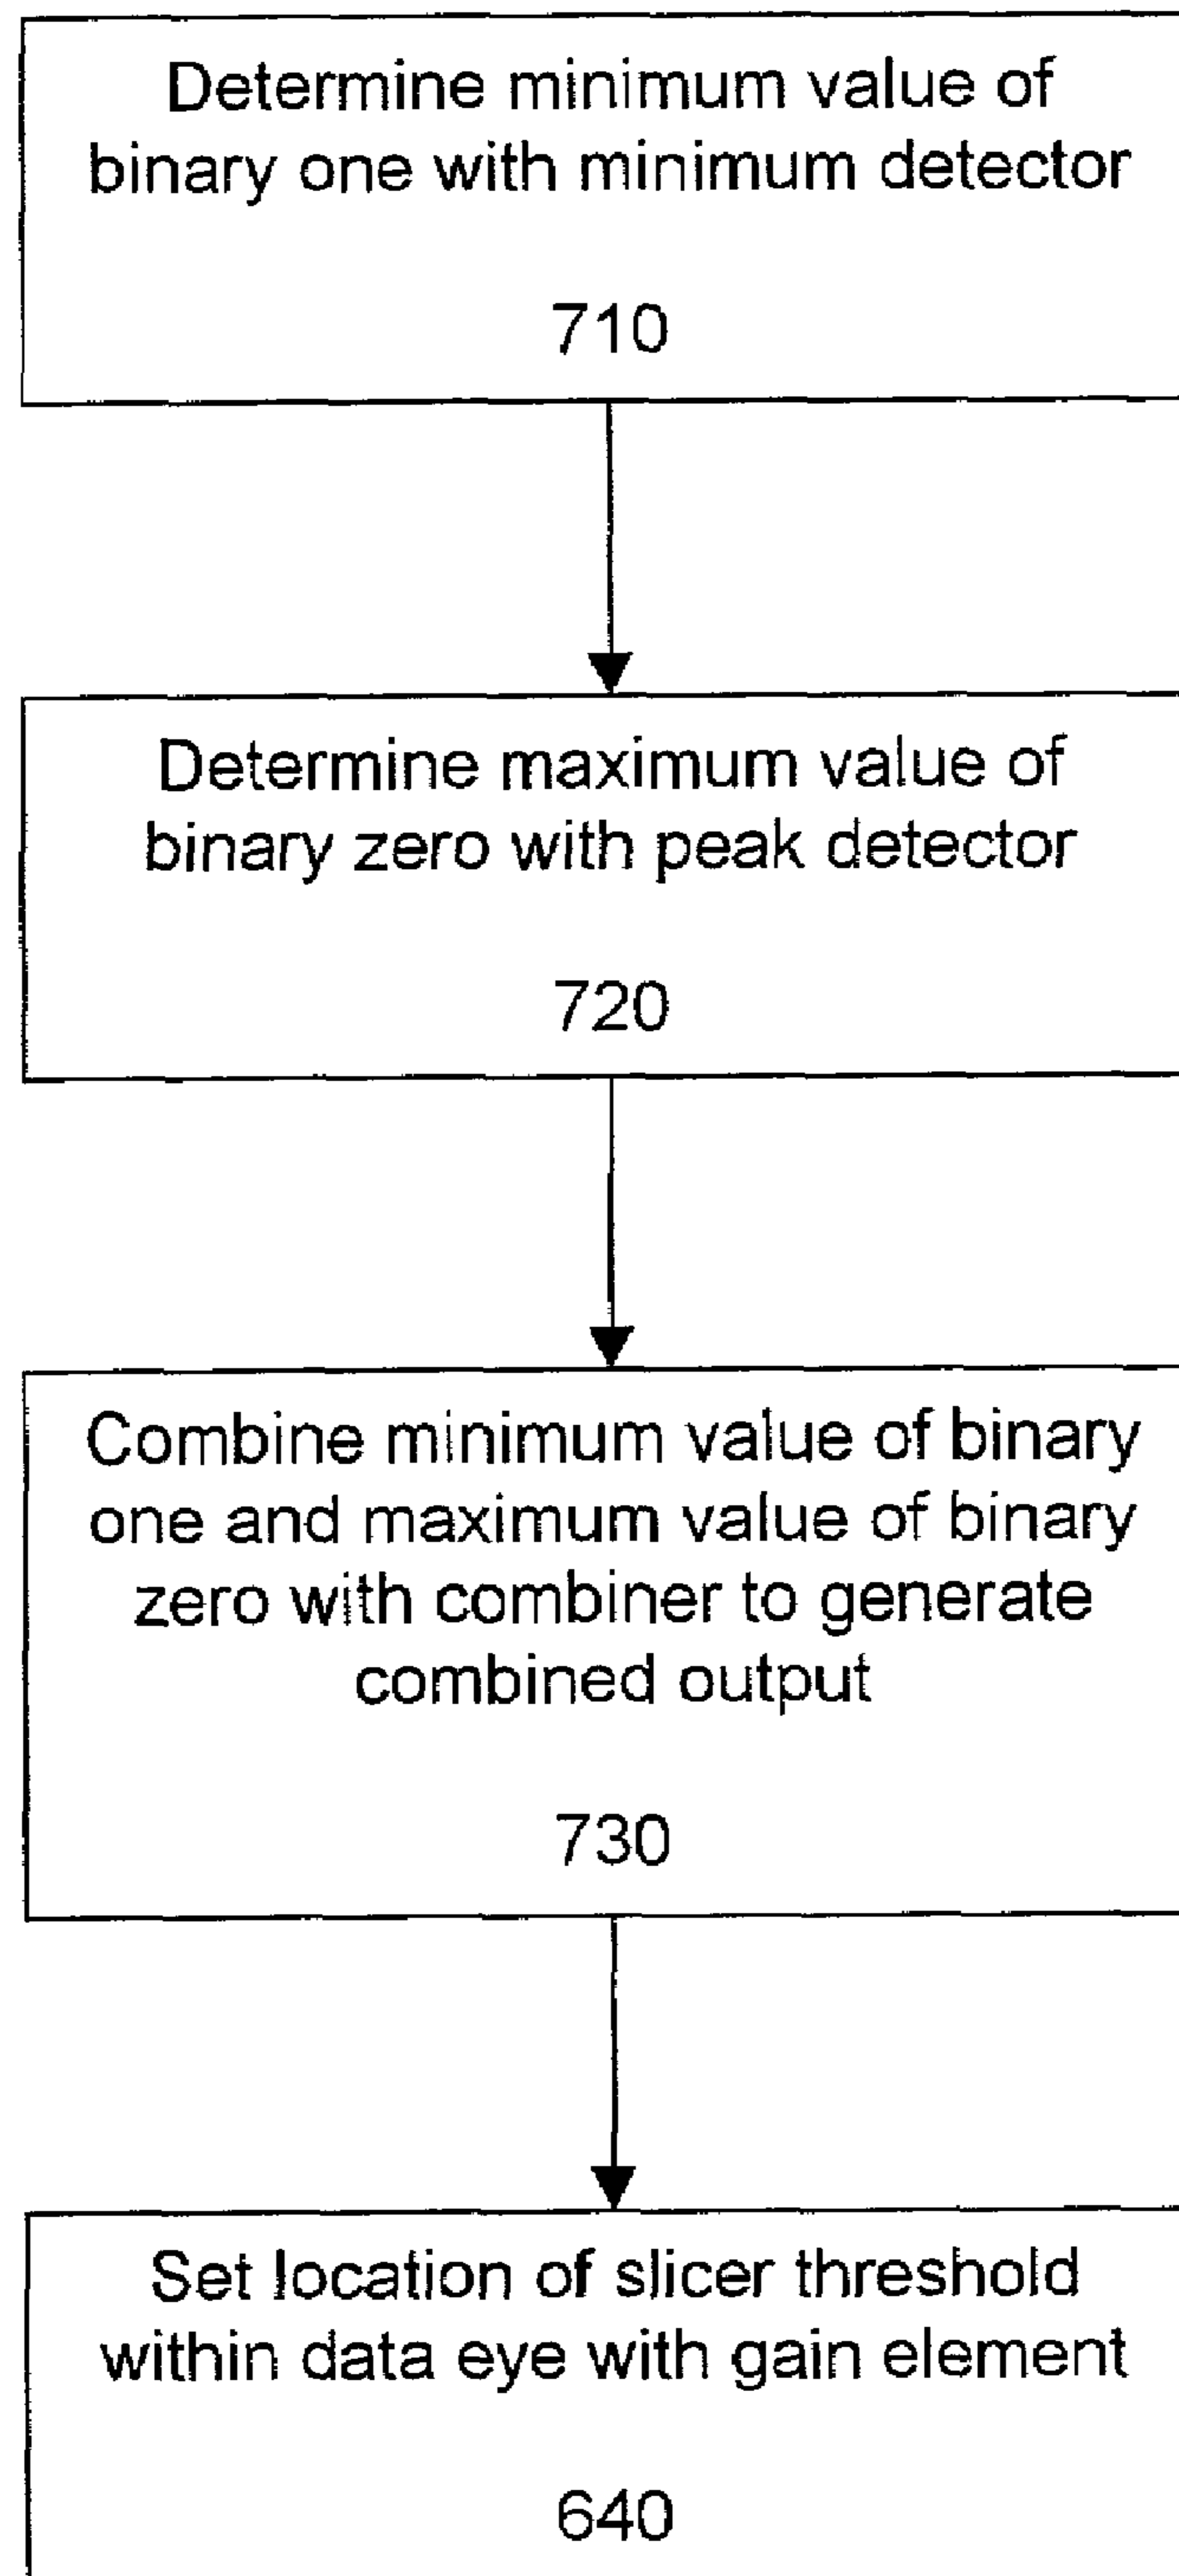 Determine minimum value of
binary one with minimum detector
710
Determine maximum value of
binary zero with peak detector
720
Combine minimum value of binary
one and maximum value of binary
zero with combiner to generate
combined output
730
Set location of slicer threshold
within data eye with gain element
640